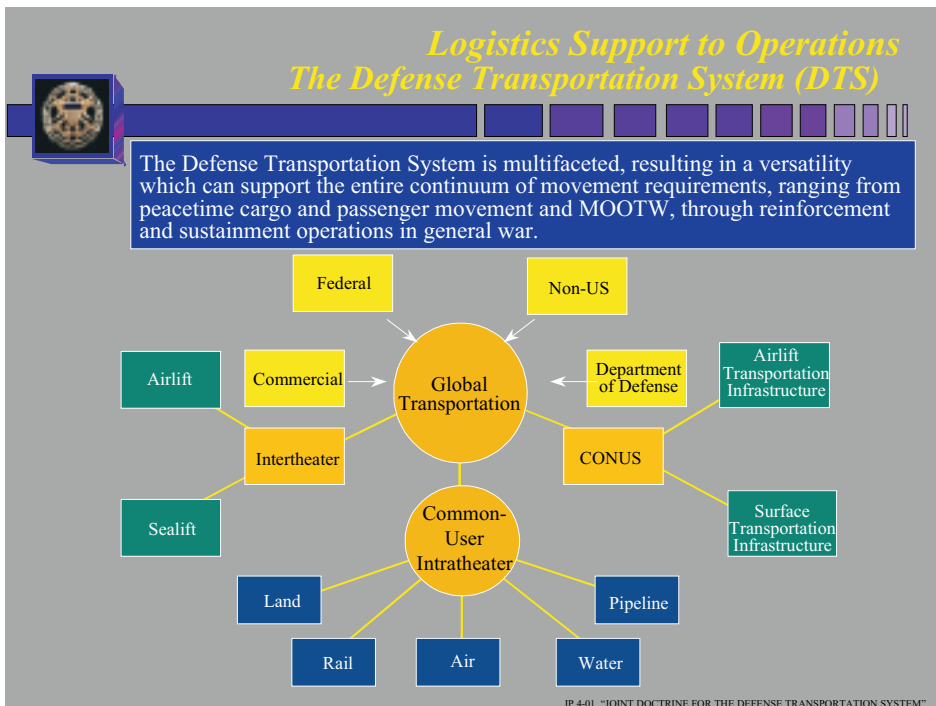 Logistics Support to Operations
The Defense Transportation System (DTS)
The Defense Transportation System is multifaceted, resulting in a versatility
which can support the entire continuum of movement requirements, ranging from
peacetime cargo and passenger movement and MOOTW, through reinforcement
and sustainment operations in general war.
Federal
Non-US
Airlift
Commercial
Global
Transportation
Department
of Defense
Airlift
Transportation
Infrastructure
Intertheater
CONUS
Sealift
Common-
User
Intratheater
Surface
Transportation
Infrastructure
Land
Pipeline
Rail
Air
Water
JP 4-01, "JOINT DOCTRINE FOR THE DEFENSE TRANSPORTATION SYSTEM"